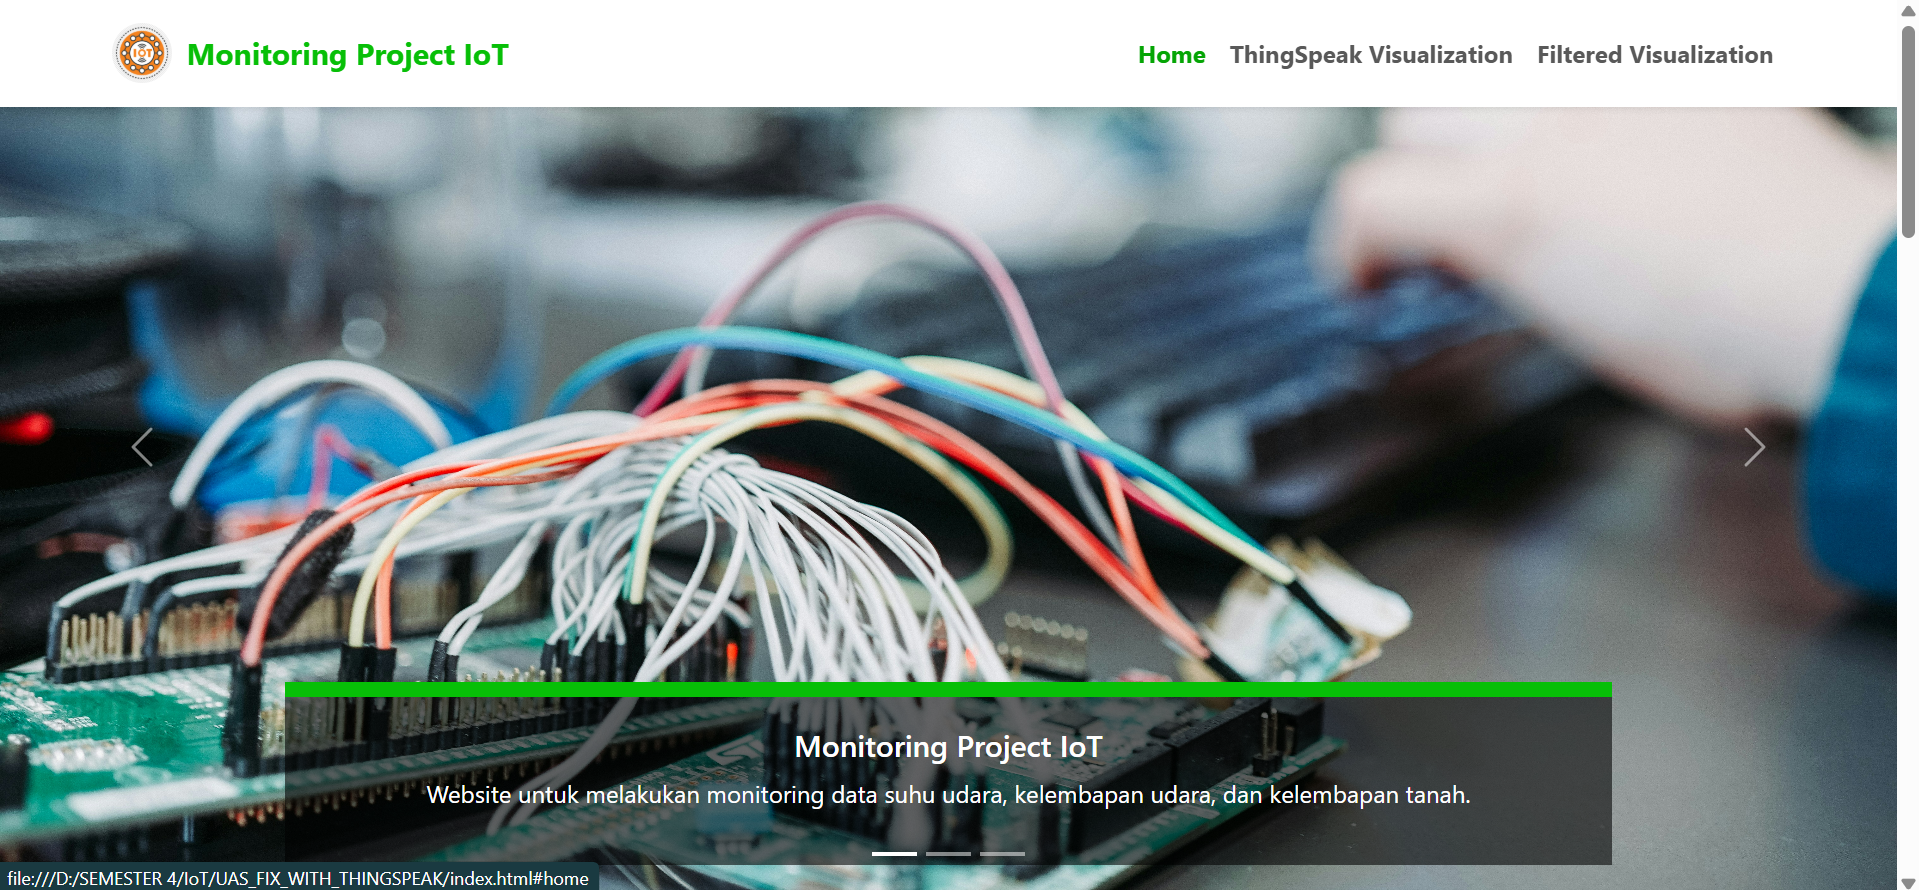 IOT
Monitoring Project IoT
Home
ThingSpeak Visualization
Filtered Visualization
Monitoring Project IoT
Website untuk melakukan monitoring data suhu udara, kelembapan udara, dan kelembapan tanah.
file:///D:/SEMESTER 4/IoT/UAS_FIX_WITH_THINGSPEAK/index.html#home